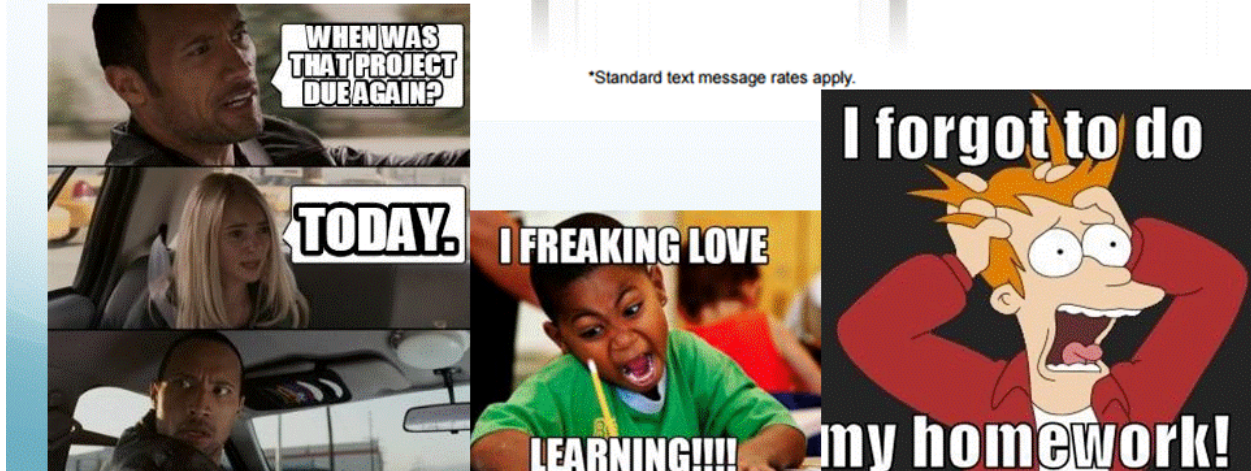 WHEN WAS
THAT PROJECT
DUE AGAIN?
TODAY.
*Standard text message rates apply.
I FREAKING LOVE
LEARNING!!!!
I forgot to do
my homework!